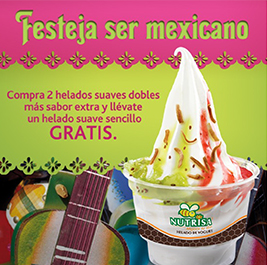 Festeja ser mexicano
Compra 2 helados suaves dobles
más sabor extra y llévate
un helado suave sencillo
GRATIS.
NUTRISA
HELADO DE YOGURT